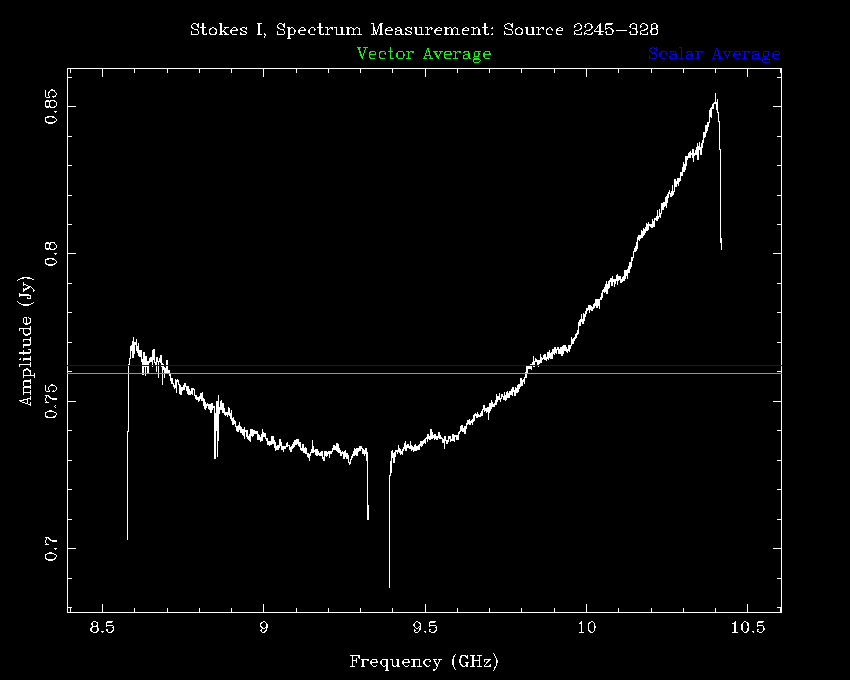 Stokes I, Spectrum Measurement: Source 2245−328
Vector Average Scalar Average
0.85
0.8
0.75
0.7
Amplitude (Jy)
8.5 9 9.5 10 10.5
Frequency (GHz)